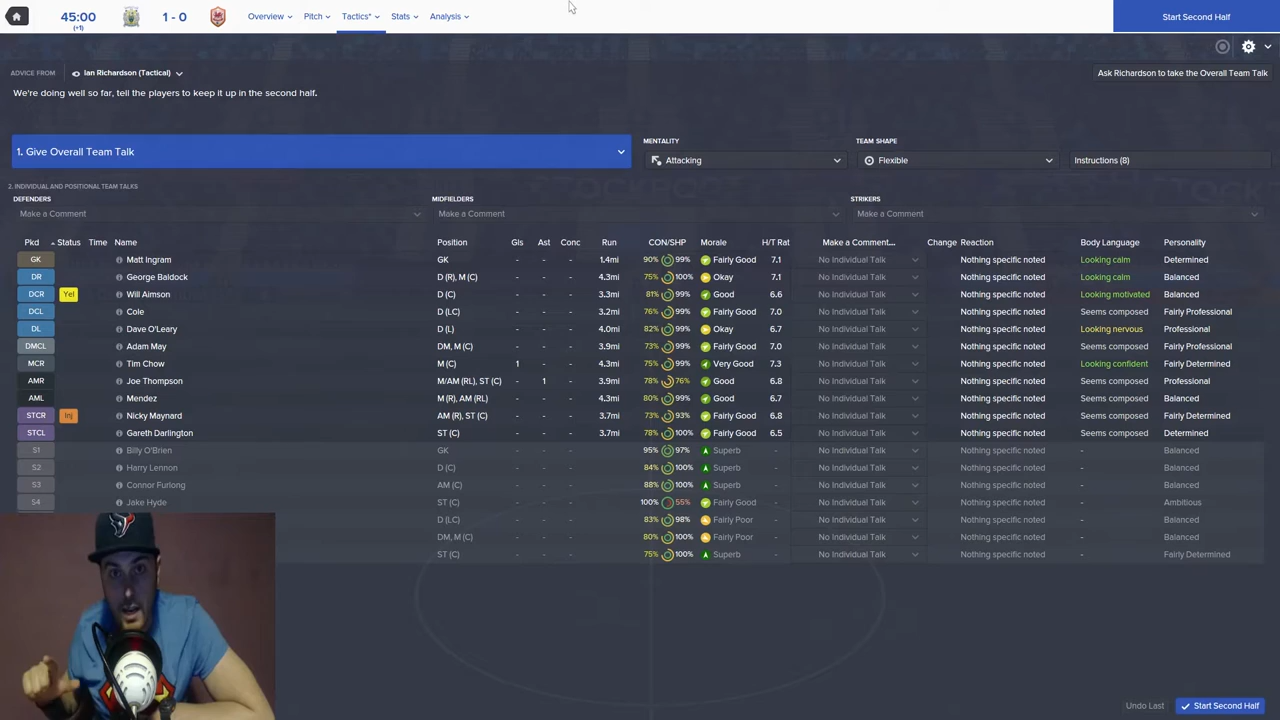 45:00 (+1) 1 - 0 Overview Pitch Tactics* Stats Analysis Start Second Half
ADVICE FROM Ian Richardson (Tactical) Ask Richardson to take the Overall Team Talk
We're doing well so far, tell the players to keep it up in the second half.
1. Give Overall Team Talk MENTALITY Attacking TEAM SHAPE Flexible Instructions (8)
2. INDIVIDUAL AND POSITIONAL TEAM TALKS
DEFENDERS MIDFIELDERS STRIKERS
Make a Comment Make a Comment Make a Comment
Pkd Status Time Name Position Gls Ast Conc Run CON/SHP Morale H/T Rat Make a Comment... Change Reaction Body Language Personality
GK Matt Ingram GK - - - 1.4mi 90% 99% Fairly Good 7.1 No Individual Talk Nothing specific noted Looking calm Determined
DR George Baldock D (R), M (C) - - - 4.3mi 75% 100% Okay 7.1 No Individual Talk Nothing specific noted Looking calm Balanced
DCR Yel Will Aimson D (C) - - - 3.3mi 81% 99% Good 6.6 No Individual Talk Nothing specific noted Looking motivated Balanced
DCL Cole D (LC) - - - 3.2mi 76% 99% Fairly Good 7.0 No Individual Talk Nothing specific noted Seems composed Fairly Professional
DL Dave O'Leary D (L) - - - 4.0mi 82% 99% Okay 6.7 No Individual Talk Nothing specific noted Looking nervous Professional
DMCL Adam May DM, M (C) - - - 3.9mi 73% 99% Fairly Good 7.0 No Individual Talk Nothing specific noted Seems composed Fairly Professional
MCR Tim Chow M (C) 1 - - 4.3mi 75% 99% Very Good 7.3 No Individual Talk Nothing specific noted Looking confident Fairly Determined
AMR Joe Thompson M/AM (RL), ST (C) - 1 - 3.9mi 78% 76% Good 6.8 No Individual Talk Nothing specific noted Seems composed Professional
AML Mendez M (R), AM (RL) - - - 4.3mi 80% 99% Good 6.7 No Individual Talk Nothing specific noted Seems composed Balanced
STCR Inj Nicky Maynard AM (R), ST (C) - - - 3.7mi 73% 93% Fairly Good 6.8 No Individual Talk Nothing specific noted Seems composed Fairly Determined
STCL Gareth Darlington ST (C) - - - 3.7mi 78% 100% Fairly Good 6.5 No Individual Talk Nothing specific noted Seems composed Determined
S1 Billy O'Brien GK - - - 95% 97% Superb - No Individual Talk Nothing specific noted - Balanced
S2 Harry Lennon D (C) - - - 84% 100% Superb - No Individual Talk Nothing specific noted - Balanced
S3 Connor Furlong AM (C) - - - 88% 100% Superb - No Individual Talk Nothing specific noted - Balanced
S4 Jake Hyde ST (C) - - - 100% 55% Fairly Good - No Individual Talk Nothing specific noted - Ambitious
D (LC) - - - 83% 98% Fairly Poor - No Individual Talk Nothing specific noted - Balanced
DM, M (C) - - - 80% 100% Fairly Poor - No Individual Talk Nothing specific noted - Balanced
ST (C) - - - 75% 100% Superb - No Individual Talk Nothing specific noted - Fairly Determined
Undo Last Start Second Half